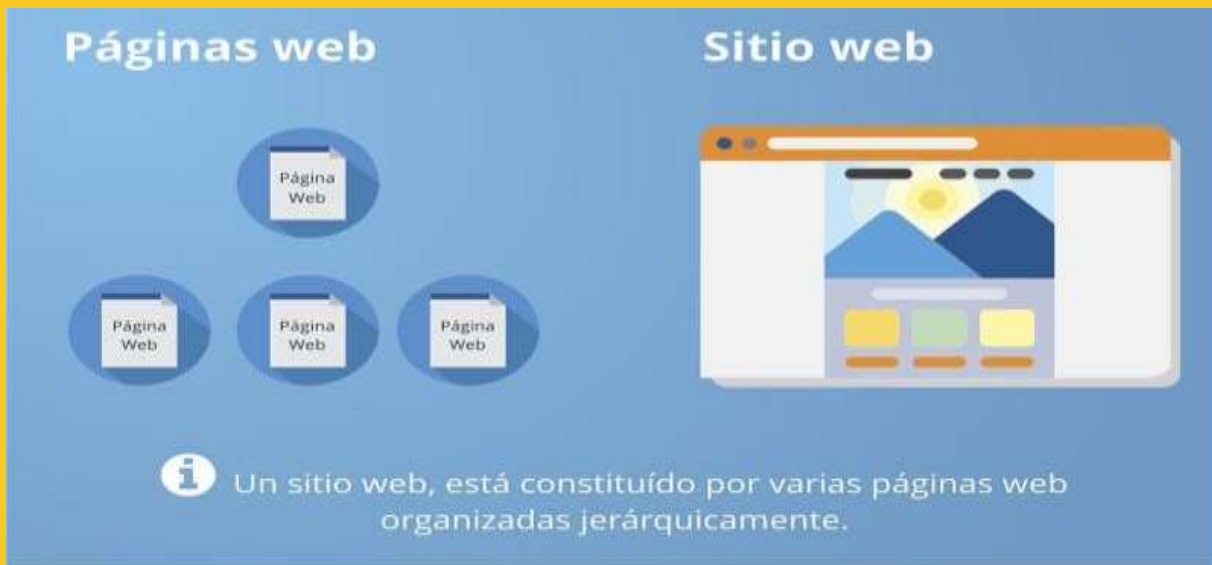 Páginas web
Sitio web
Página
Web
Página
Web
Página
Web
Página
Web
Un sitio web, está constituído por varias páginas web
organizadas jerárquicamente.